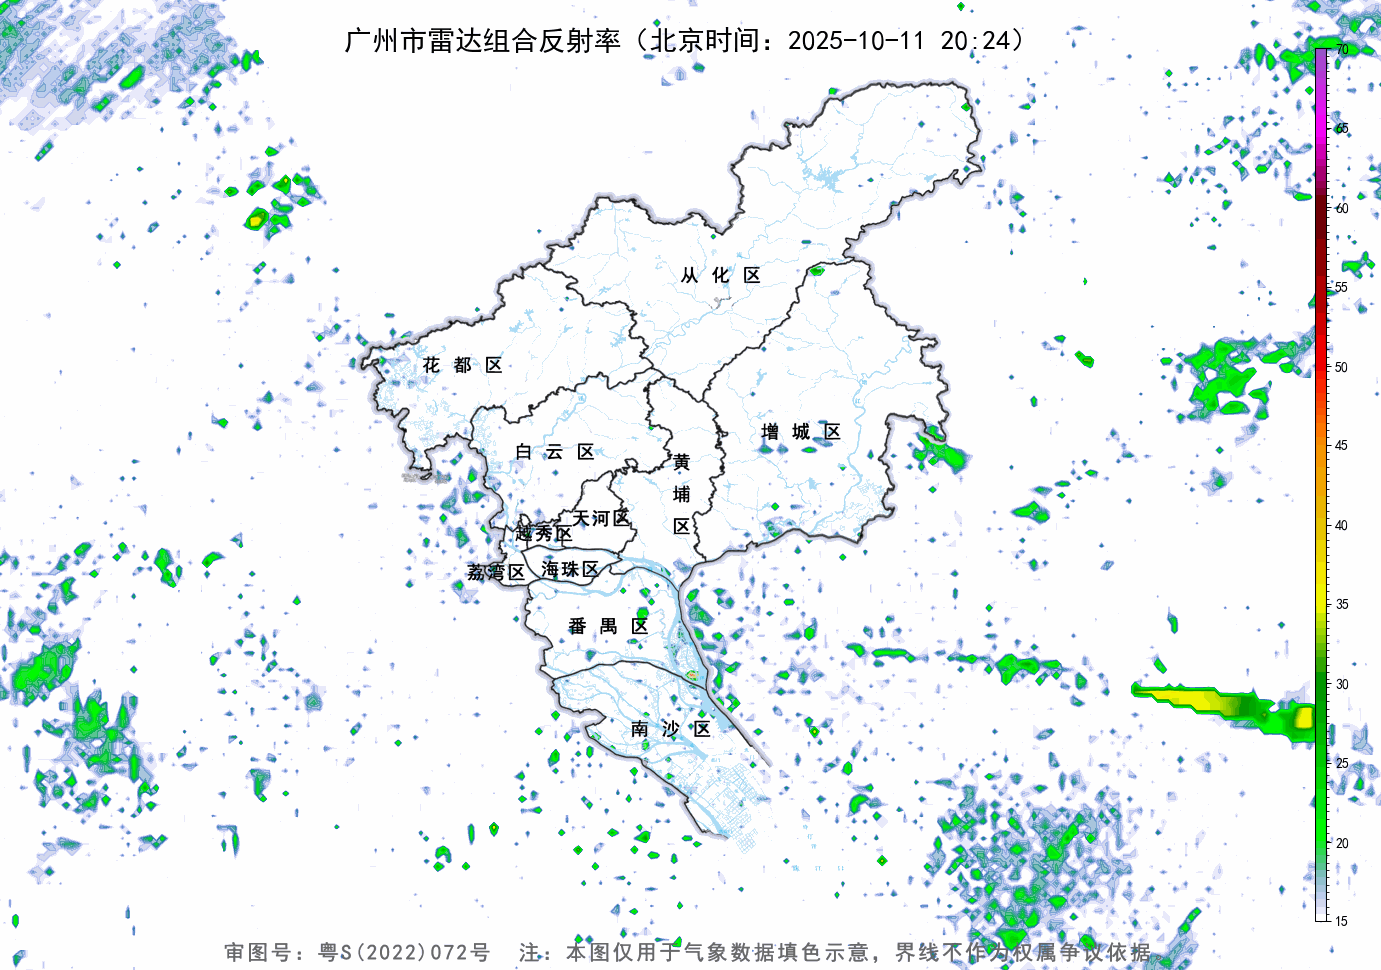 广州市雷达组合反射率（北京时间：2025-10-11 20:24）
70
65
60
55
50
45
40
35
30
25
20
15
从化区
花都区
增城区
白云区
黄埔区
天河区
越秀区
荔湾区
海珠区
番禺区
南沙区
审图号：粤S(2022)072号 注：本图仅用于气象数据填色示意，界线不作为权属争议依据。